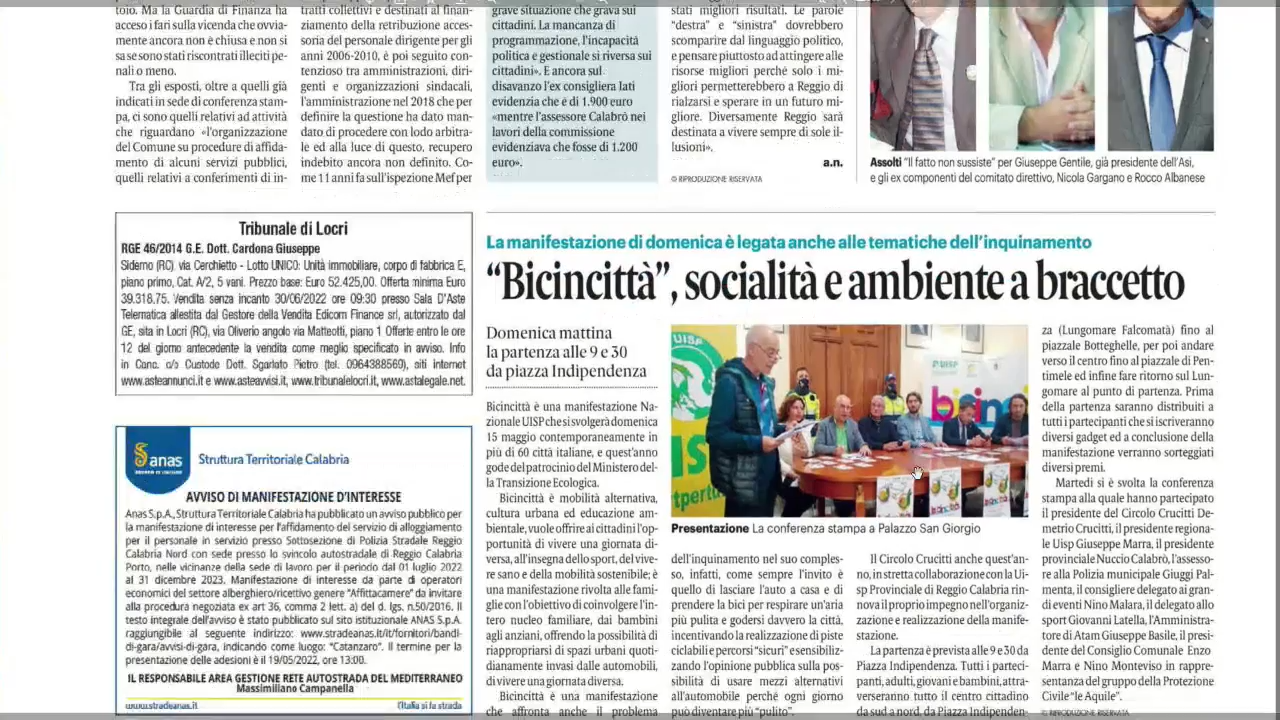 toio. Ma la Guardia di Finanza ha
acceso i fari sulla vicenda che ovvia-
mente ancora non è chiusa e non si
sa se sono stati riscontrati illeciti pe-
nali o meno.
Tra gli esposti, oltre a quelli già
indicati in sede di conferenza stam-
pa, ci sono quelli relativi ad attività
che riguardano «l'organizzazione
del Comune su procedure di affida-
mento di alcuni servizi pubblici,
quelli relativi a conferimenti di in-
tratti collettivi e destinati al finan-
ziamento della retribuzione acces-
soria del personale dirigente per gli
anni 2006-2010, è poi seguito con-
tenzioso tra amministrazioni, diri-
genti e organizzazioni sindacali,
l'amministrazione nel 2018 che per
definire la questione ha dato man-
dato di procedere con lodo arbitra-
le ed alla luce di questo, recupero
indebito ancora non definito. Co-
me 11 anni fa sull'ispezione Mef per
grave situazione che grava sui
cittadini. La mancanza di
programmazione, l'incapacità
politica e gestionale si riversa sui
cittadini». E ancora sul
disavanzo l'ex consigliera Iati
evidenzia che è di 1.900 euro
«mentre l'assessore Calabrò nei
lavori della commissione
evidenziava che fosse di 1.200
euro».
stati migliori risultati. Le parole
"destra" e "sinistra" dovrebbero
scomparire dal linguaggio politico,
e pensare piuttosto ad attingere alle
risorse migliori perché solo i mi-
gliori permetterebbero a Reggio di
rialzarsi e sperare in un futuro mi-
gliore. Diversamente Reggio sarà
destinata a vivere sempre di sole il-
lusioni».
a.n.
© RIPRODUZIONE RISERVATA
Assolti "Il fatto non sussiste" per Giuseppe Gentile, già presidente dell'Asi,
e gli ex componenti del comitato direttivo, Nicola Gargano e Rocco Albanese
Tribunale di Locri
RGE 46/2014 G.E. Dott. Cardona Giuseppe
Siderno (RC), via Cerchietto - Lotto UNICO: Unità immobiliare, corpo di fabbrica E,
piano primo, Cat. A/2, 5 vani. Prezzo base: Euro 52.425,00. Offerta minima Euro
39.318,75. Vendita senza incanto 30/06/2022 ore 09:30 presso Sala D'Aste
Telematica allestita dal Gestore della Vendita Edicom Finance srl, autorizzato dal
GE, sita in Locri (RC), via Oliverio angolo via Matteotti, piano 1 Offerte entro le ore
12 del giorno antecedente la vendita come meglio specificato in avviso. Info
in Canc. o/s Custode Dott. Sgarlato Pietro (tel. 0964388569), siti internet
www.asteannunci.it e www.asteavvisi.it, www.tribunalelocri.it, www.astalegale.net.
anas
Struttura Territoriale Calabria
AVVISO DI MANIFESTAZIONE D'INTERESSE
Anas S.p.A., Struttura Territoriale Calabria ha pubblicato un avviso pubblico per
la manifestazione di interesse per l'affidamento del servizio di alloggiamento
per il personale in servizio presso Sottosezione di Polizia Stradale Reggio
Calabria Nord con sede presso lo svincolo autostradale di Reggio Calabria
Porto, nelle vicinanze della sede di lavoro per il periodo dal 01 luglio 2022
al 31 dicembre 2023. Manifestazione di interesse da parte di operatori
economici del settore alberghiero/ricettivo genere "Affittacamere" da invitare
alla procedura negoziata ex art 36, comma 2 lett. a) del d. lgs. n.50/2016. Il
testo integrale dell'avviso è stato pubblicato sul sito istituzionale ANAS S.p.A.
raggiungibile al seguente indirizzo: www.stradeanas.it/it/fornitori/bandi-
di-gara/avvisi-di-gara, indicando come luogo: "Catanzaro". Il termine per la
presentazione delle adesioni è il 19/05/2022, ore 13:00.
IL RESPONSABILE AREA GESTIONE RETE AUTOSTRADA DEL MEDITERRANEO
Massimiliano Campanella
www.stradeanas.it
l'Italia si fa strada
La manifestazione di domenica è legata anche alle tematiche dell'inquinamento
"Bicincittà", socialità e ambiente a braccetto
Domenica mattina
la partenza alle 9 e 30
da piazza Indipendenza
Bicincittà è una manifestazione Na-
zionale UISP che si svolgerà domenica
15 maggio contemporaneamente in
più di 60 città italiane, e quest'anno
gode del patrocinio del Ministero del-
la Transizione Ecologica.
Bicincittà è mobilità alternativa,
cultura urbana ed educazione am-
bientale, vuole offrire ai cittadini l'op-
portunità di vivere una giornata di-
versa, all'insegna dello sport, del vive-
re sano e della mobilità sostenibile; è
una manifestazione rivolta alle fami-
glie con l'obiettivo di coinvolgere l'in-
tero nucleo familiare, dai bambini
agli anziani, offrendo la possibilità di
riappropriarsi di spazi urbani quoti-
dianamente invasi dalle automobili,
di vivere una giornata diversa.
Bicincittà è una manifestazione
che affronta anche il problema
UISP
UISP
Presentazione La conferenza stampa a Palazzo San Giorgio
dell'inquinamento nel suo comples-
so, infatti, come sempre l'invito è
quello di lasciare l'auto a casa e di
prendere la bici per respirare un'aria
più pulita e godersi davvero la città,
incentivando la realizzazione di piste
ciclabili e percorsi "sicuri" e sensibiliz-
zando l'opinione pubblica sulla pos-
sibilità di usare mezzi alternativi
all'automobile perché ogni giorno
può diventare più "pulito".
Il Circolo Crucitti anche quest'an-
no, in stretta collaborazione con la Ui-
sp Provinciale di Reggio Calabria rin-
nova il proprio impegno nell'organiz-
zazione e realizzazione della manife-
stazione.
La partenza è prevista alle 9 e 30 da
Piazza Indipendenza. Tutti i parteci-
panti, adulti, giovani e bambini, attra-
verseranno tutto il centro cittadino
da sud a nord, da Piazza Indipenden-
za (Lungomare Falcomatà) fino al
piazzale Botteghelle, per poi andare
verso il centro fino al piazzale di Pen-
timele ed infine fare ritorno sul Lun-
gomare al punto di partenza. Prima
della partenza saranno distribuiti a
tutti i partecipanti che si iscriveranno
diversi gadget ed a conclusione della
manifestazione verranno sorteggiati
diversi premi.
Martedì si è svolta la conferenza
stampa alla quale hanno partecipato
il presidente del Circolo Crucitti De-
metrio Crucitti, il presidente regiona-
le Uisp Giuseppe Marra, il presidente
provinciale Nuccio Calabrò, l'assesso-
re alla Polizia municipale Giuggi Pal-
menta, il consigliere delegato ai gran-
di eventi Nino Malara, il delegato allo
sport Giovanni Latella, l'Amministra-
tore di Atam Giuseppe Basile, il presi-
dente del Consiglio Comunale Enzo
Marra e Nino MontevIso in rappre-
sentanza del gruppo della Protezione
Civile "le Aquile".
© RIPRODUZIONE RISERVATA